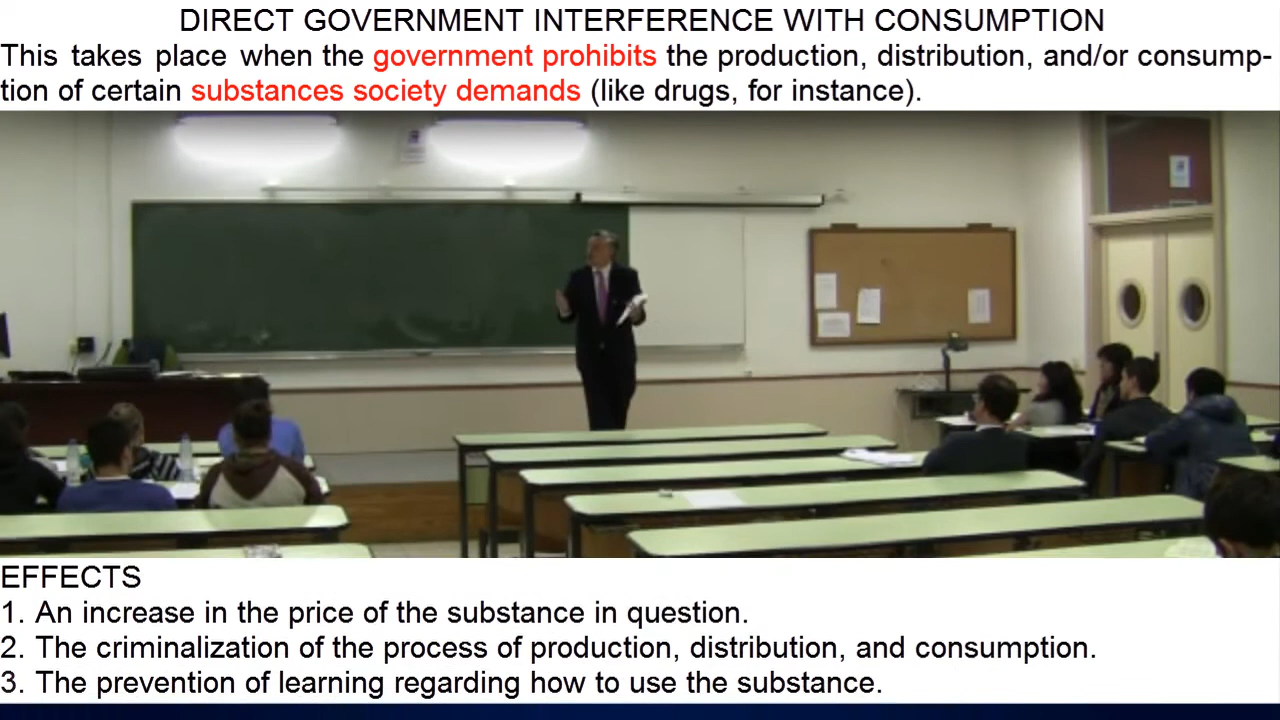 DIRECT GOVERNMENT INTERFERENCE WITH CONSUMPTION
This takes place when the government prohibits the production, distribution, and/or consump-
tion of certain substances society demands (like drugs, for instance).
EFFECTS
1. An increase in the price of the substance in question.
2. The criminalization of the process of production, distribution, and consumption.
3. The prevention of learning regarding how to use the substance.